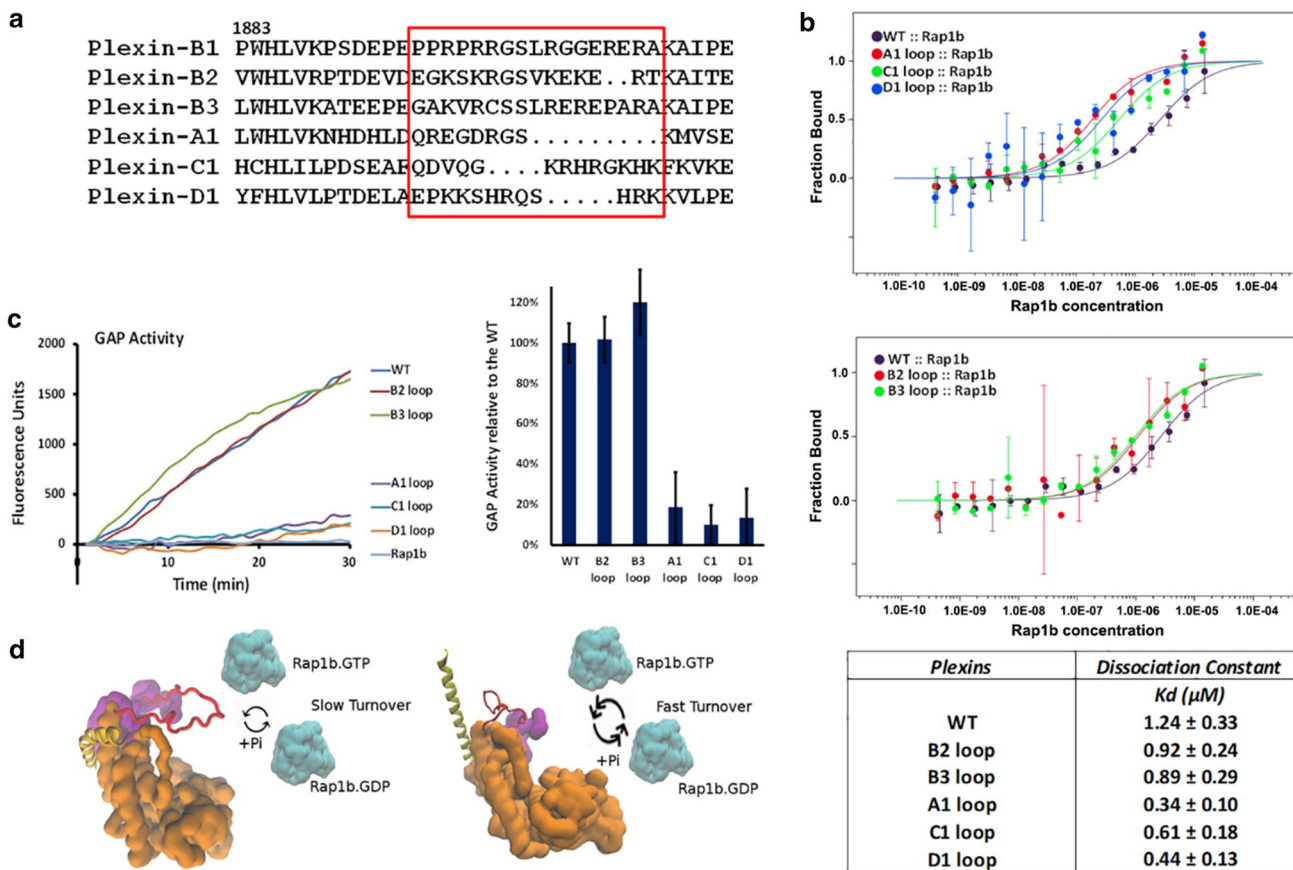 a
1883
Plexin-B1 PWHLVKPSDEPEPPRPRRGSLRGGERERAKAIPE
Plexin-B2 VWHLVRPTDEVDEGKSKRGSVKEKE..RTKAITE
Plexin-B3 LWHLVKATEEPEGAKVRCSSLREREPARAKAIPE
Plexin-A1 LWHLVKNHDHLDQREGDRGS.........KMVSE
Plexin-C1 HCHLILPDSEAFQDVQG....KRHRGKHKFKVKE
Plexin-D1 YFHLVLPTDELAEPKKSHRQS......HRKKVLPE
b
WT :: Rap1b
A1 loop :: Rap1b
C1 loop :: Rap1b
D1 loop :: Rap1b
Fraction Bound
1.0
0.0
1.0E-10 1.0E-09 1.0E-08 1.0E-07 1.0E-06 1.0E-05 1.0E-04
Rap1b concentration
WT :: Rap1b
B2 loop :: Rap1b
B3 loop :: Rap1b
Fraction Bound
1.0
0.5
0.0
1.0E-10 1.0E-09 1.0E-08 1.0E-07 1.0E-06 1.0E-05 1.0E-04
Rap1b concentration
Plexins Dissociation Constant
Kd (μM)
WT 1.24 ± 0.33
B2 loop 0.92 ± 0.24
B3 loop 0.89 ± 0.29
A1 loop 0.34 ± 0.10
C1 loop 0.61 ± 0.18
D1 loop 0.44 ± 0.13
c
GAP Activity
Fluorescence Units
2000
1500
1000
500
0
0 10 20 30
Time (min)
WT
B2 loop
B3 loop
A1 loop
C1 loop
D1 loop
Rap1b
GAP Activity relative to the WT
120%
100%
80%
60%
40%
20%
0%
WT B2 loop B3 loop A1 loop C1 loop D1 loop
d
Rap1b.GTP
Slow Turnover
+Pi
Rap1b.GDP
Rap1b.GTP
Fast Turnover
+Pi
Rap1b.GDP